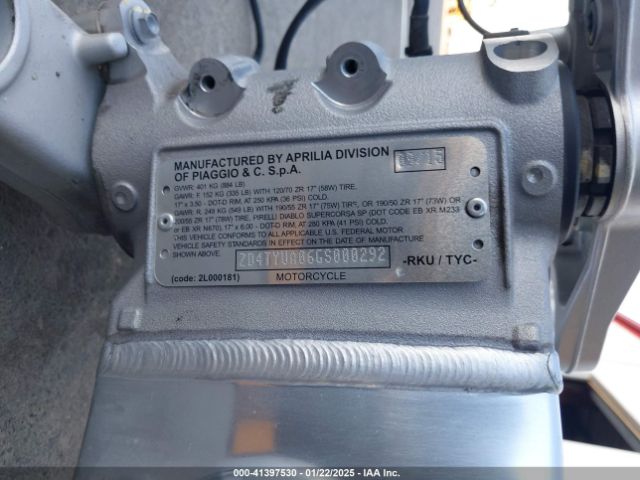 MANUFACTURED BY APRILIA DIVISION
OF PIAGGIO & C. S.p.A.
GVWR: 401 KG (884 LB)
GAWR: F. 152 KG (335 LB) WITH 120/70 ZR 17" (58W) TIRE,
17" x 3.50 - DOT-D RIM, AT 250 KPA (36 PSI) COLD.
GAWR: R. 249 KG (549 LB) WITH 190/55 ZR 17" (75W) TIRE, OR 190/50 ZR 17" (73W) OR
200/55 ZR 17" (78W) TIRE, PIRELLI DIABLO SUPERCORSA SP (DOT CODE EB XR M233
or EB XR N670), 17" x 6.00 - DOT-D RIM, AT 280 KPA (41 PSI) COLD.
THIS VEHICLE CONFORMS TO ALL APPLICABLE U.S. FEDERAL MOTOR
VEHICLE SAFETY STANDARDS IN EFFECT ON THE DATE OF MANUFACTURE
SHOWN ABOVE.
ZD4TYUA06GS000292
-RKU / TYC-
(code: 2L000181)
MOTORCYCLE
000-41397530 - 01/22/2025 - IAA Inc.